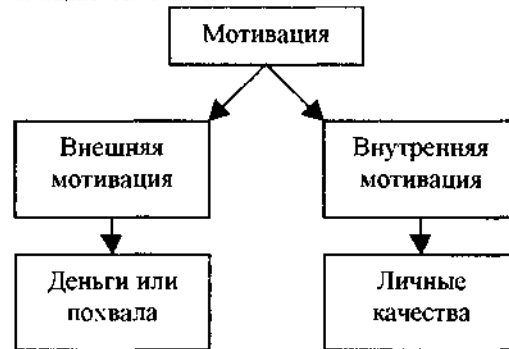 Мотивация
Внешняя
мотивация
Внутренняя
мотивация
Деньги или
похвала
Личные
качества